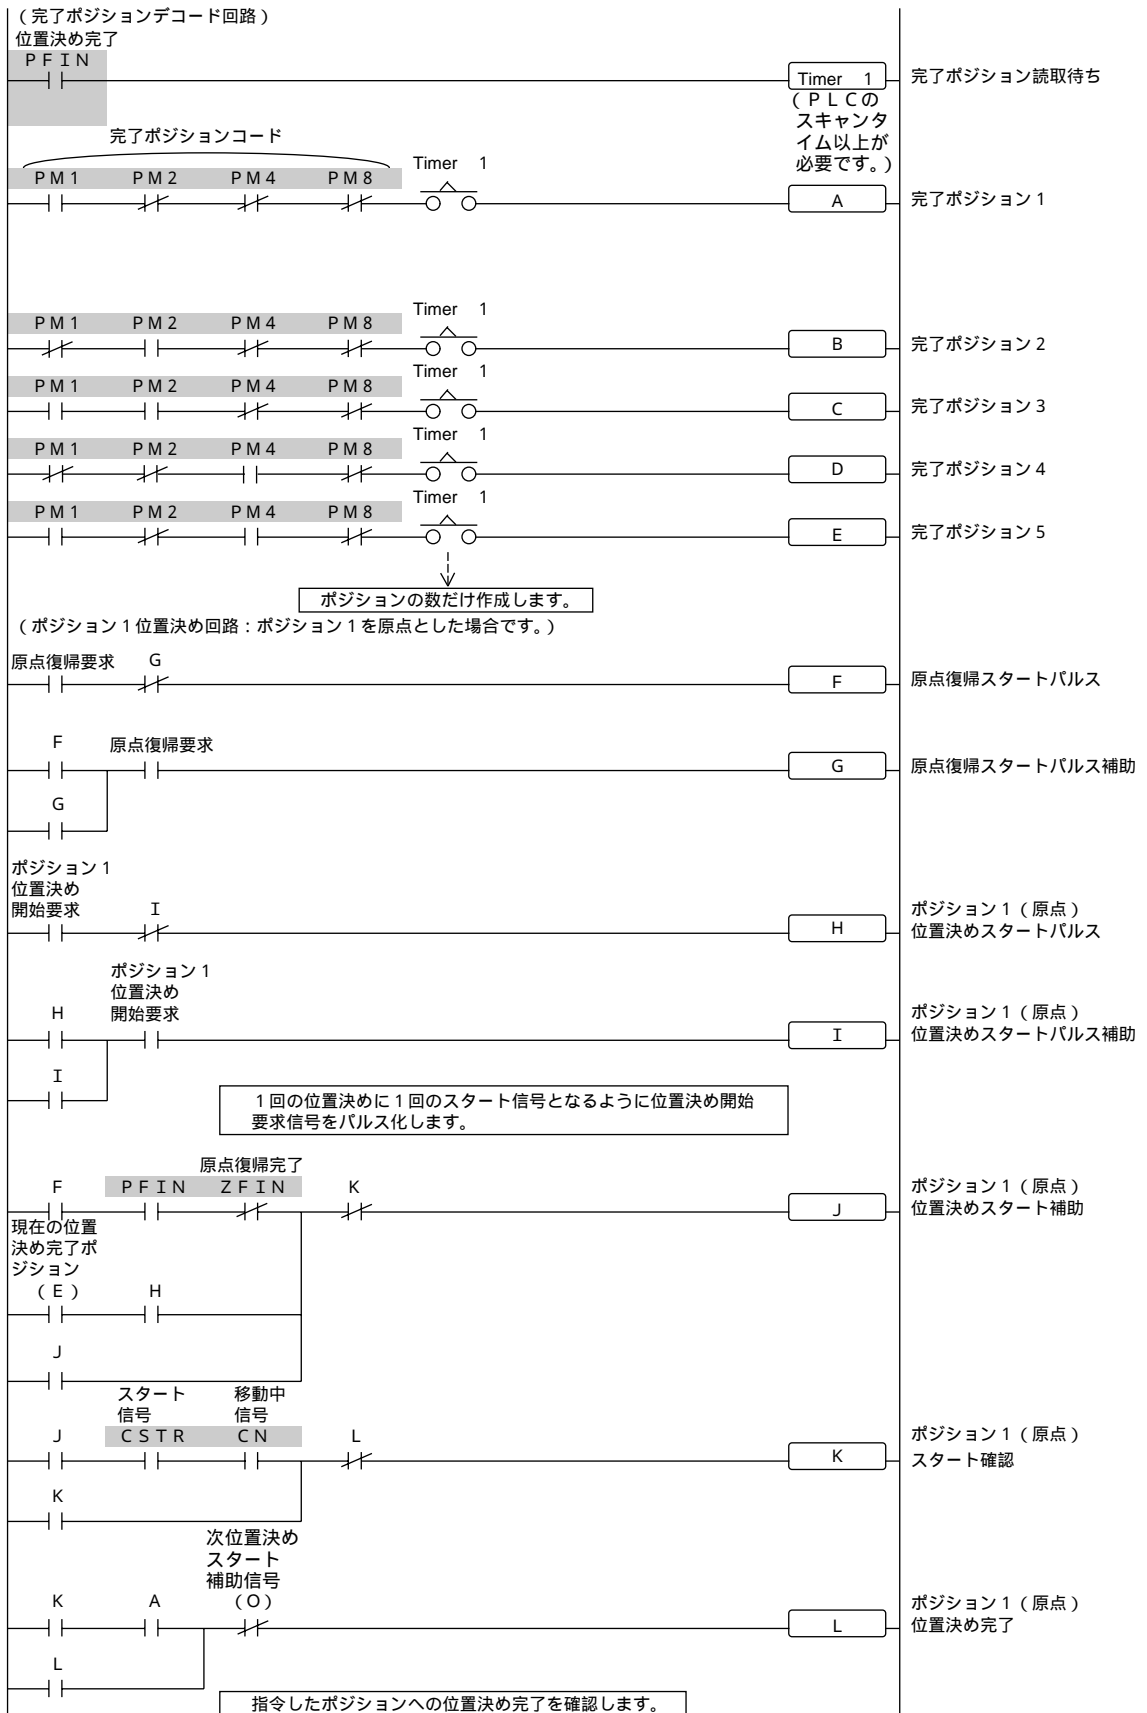 (完了ポジションデコード回路)
位置決め完了
PFIN
Timer 1
完了ポジション読取待ち
(PLCの
スキャンタ
イム以上が
必要です。)
完了ポジションコード
PM1 PM2 PM4 PM8 Timer 1
A
完了ポジション1
PM1 PM2 PM4 PM8 Timer 1
B
完了ポジション2
PM1 PM2 PM4 PM8 Timer 1
C
完了ポジション3
PM1 PM2 PM4 PM8 Timer 1
D
完了ポジション4
PM1 PM2 PM4 PM8 Timer 1
E
完了ポジション5
ポジションの数だけ作成します。
(ポジション1位置決め回路:ポジション1を原点とした場合です。)
原点復帰要求 G
F
原点復帰スタートパルス
F 原点復帰要求
G
原点復帰スタートパルス補助
G
ポジション1
位置決め
開始要求 I
H
ポジション1(原点)
位置決めスタートパルス
ポジション1
位置決め
開始要求
H
I
ポジション1(原点)
位置決めスタートパルス補助
I
1回の位置決めに1回のスタート信号となるように位置決め開始
要求信号をパルス化します。
原点復帰完了
F PFIN ZFIN K
J
ポジション1(原点)
位置決めスタート補助
現在の位置
決め完了ポ
ジション
(E) H
J
スタート
信号
移動中
信号
J CSTR CN L
K
ポジション1(原点)
スタート確認
K
次位置決め
スタート
補助信号
K A (O)
L
ポジション1(原点)
位置決め完了
L
指令したポジションへの位置決め完了を確認します。